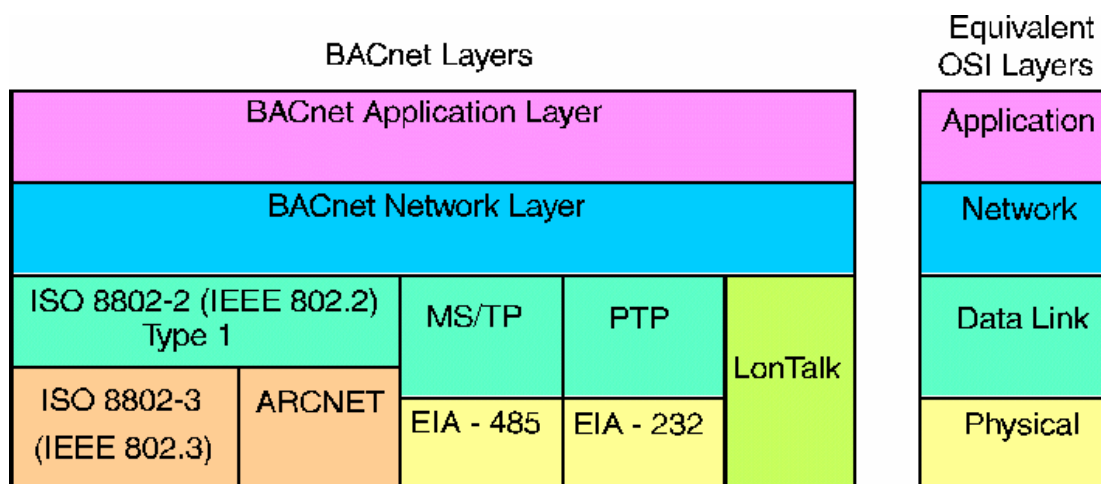 BACnet Layers
Equivalent
OSI Layers
BACnet Application Layer
Application
BACnet Network Layer
Network
ISO 8802-2 (IEEE 802.2)
Type 1
MS/TP
PTP
LonTalk
Data Link
ISO 8802-3
(IEEE 802.3)
ARCNET
EIA - 485
EIA - 232
Physical